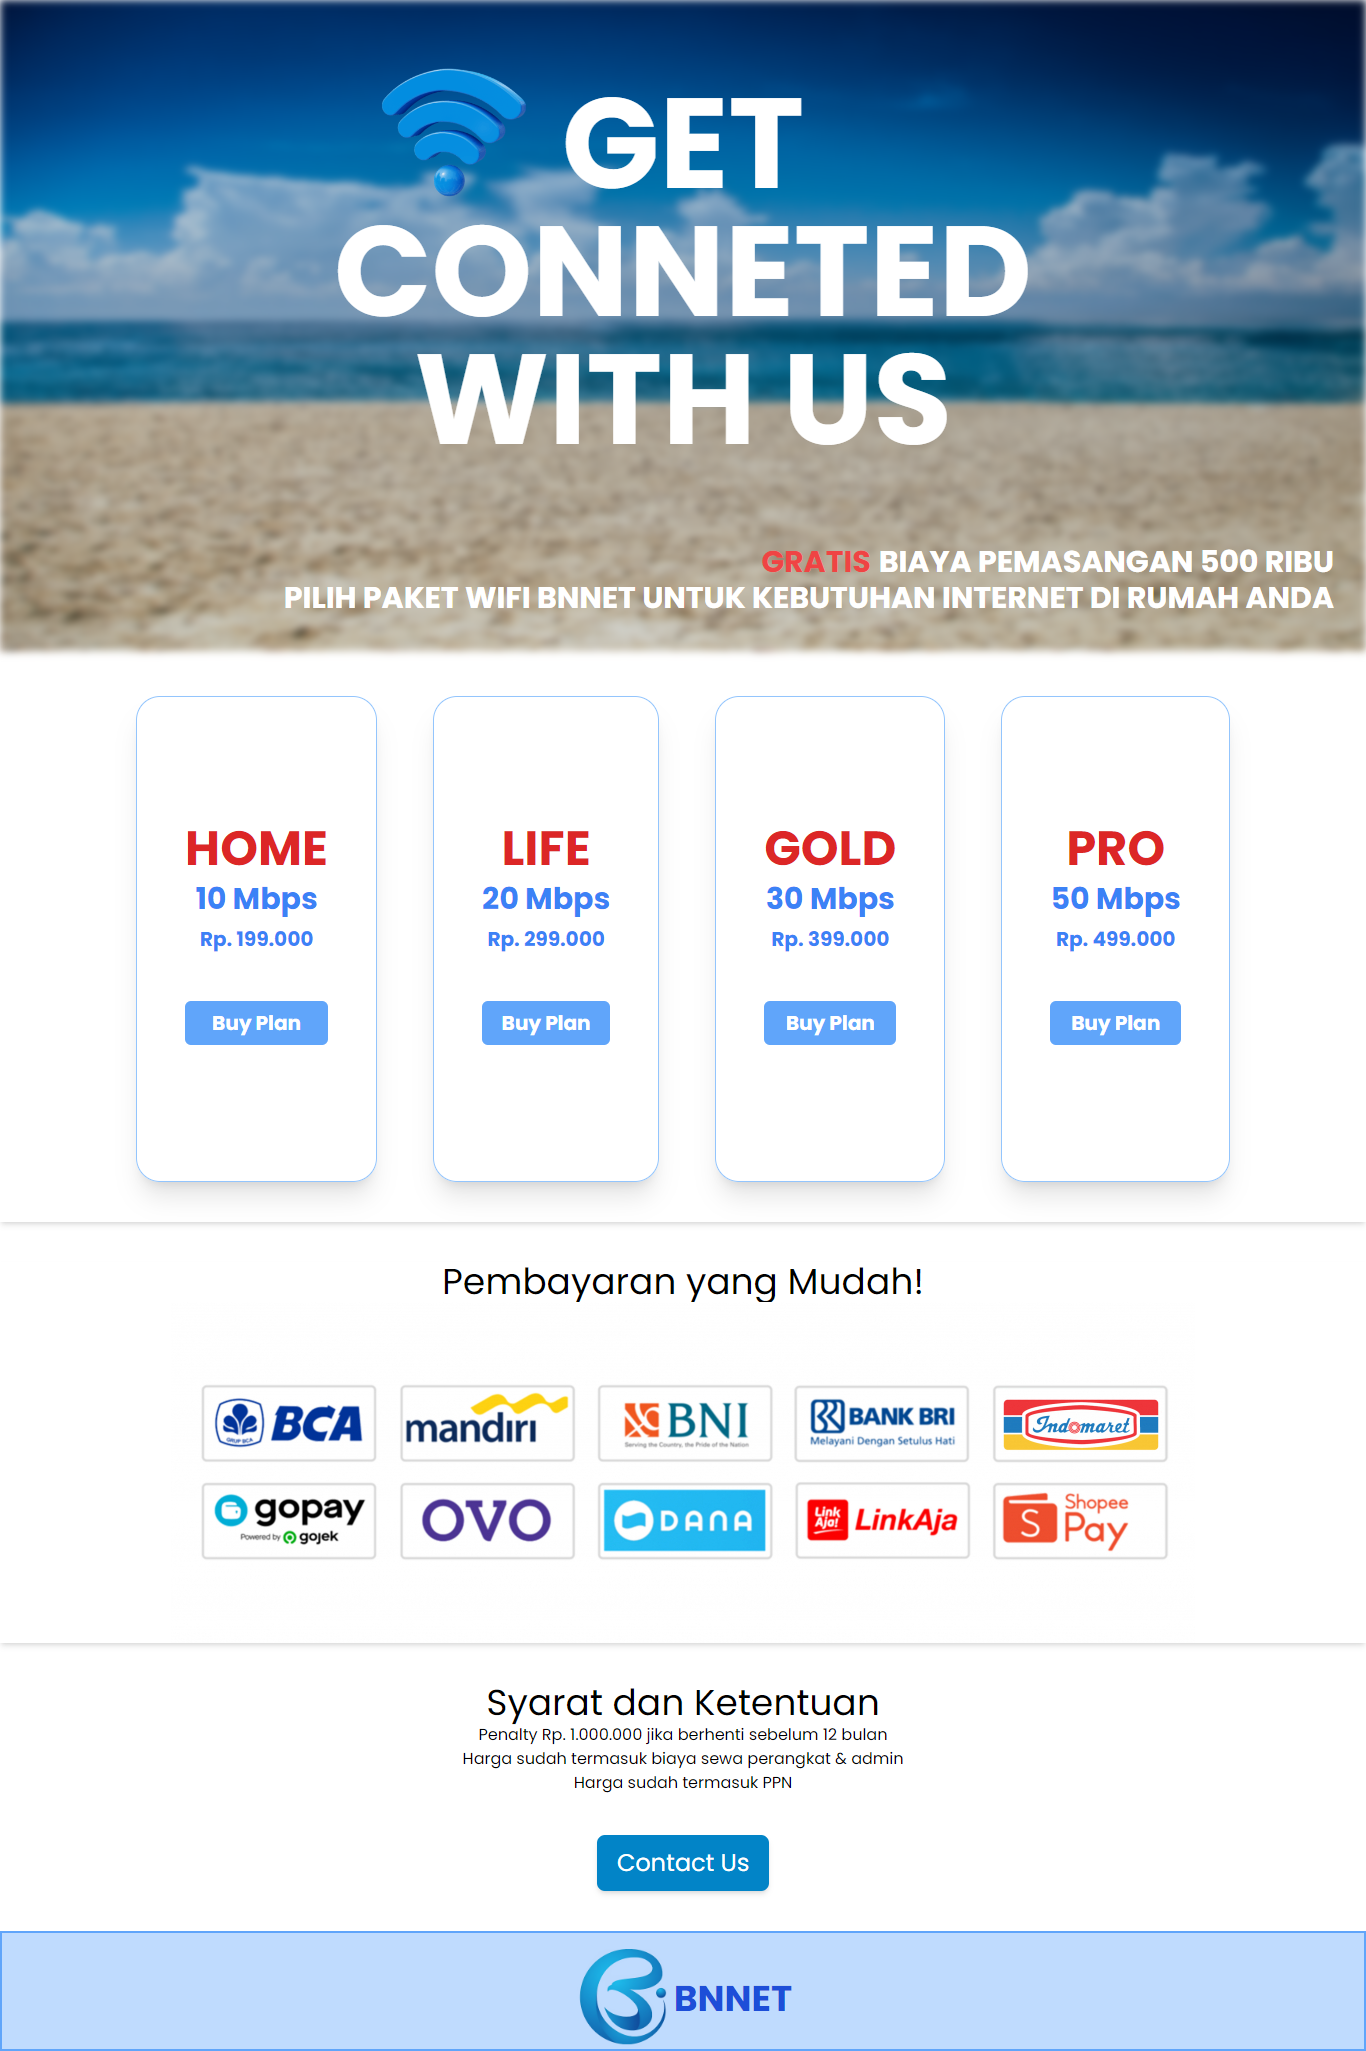 GET
CONNETED
WITH US
GRATIS BIAYA PEMASANGAN 500 RIBU
PILIH PAKET WIFI BNNET UNTUK KEBUTUHAN INTERNET DI RUMAH ANDA
HOME
10 Mbps
Rp. 199.000
Buy Plan
LIFE
20 Mbps
Rp. 299.000
Buy Plan
GOLD
30 Mbps
Rp. 399.000
Buy Plan
PRO
50 Mbps
Rp. 499.000
Buy Plan
Pembayaran yang Mudah!
BCA
GRUP BCA
mandiri
BNI
Serving the Country, the Pride of the Nation
BANK BRI
Melayani Dengan Setulus Hati
Indomaret
gopay
Powered by gojek
OVO
DANA
Link
Aja!
LinkAja
S
Shopee
Pay
Syarat dan Ketentuan
Penalty Rp. 1.000.000 jika berhenti sebelum 12 bulan
Harga sudah termasuk biaya sewa perangkat & admin
Harga sudah termasuk PPN
Contact Us
BNNET